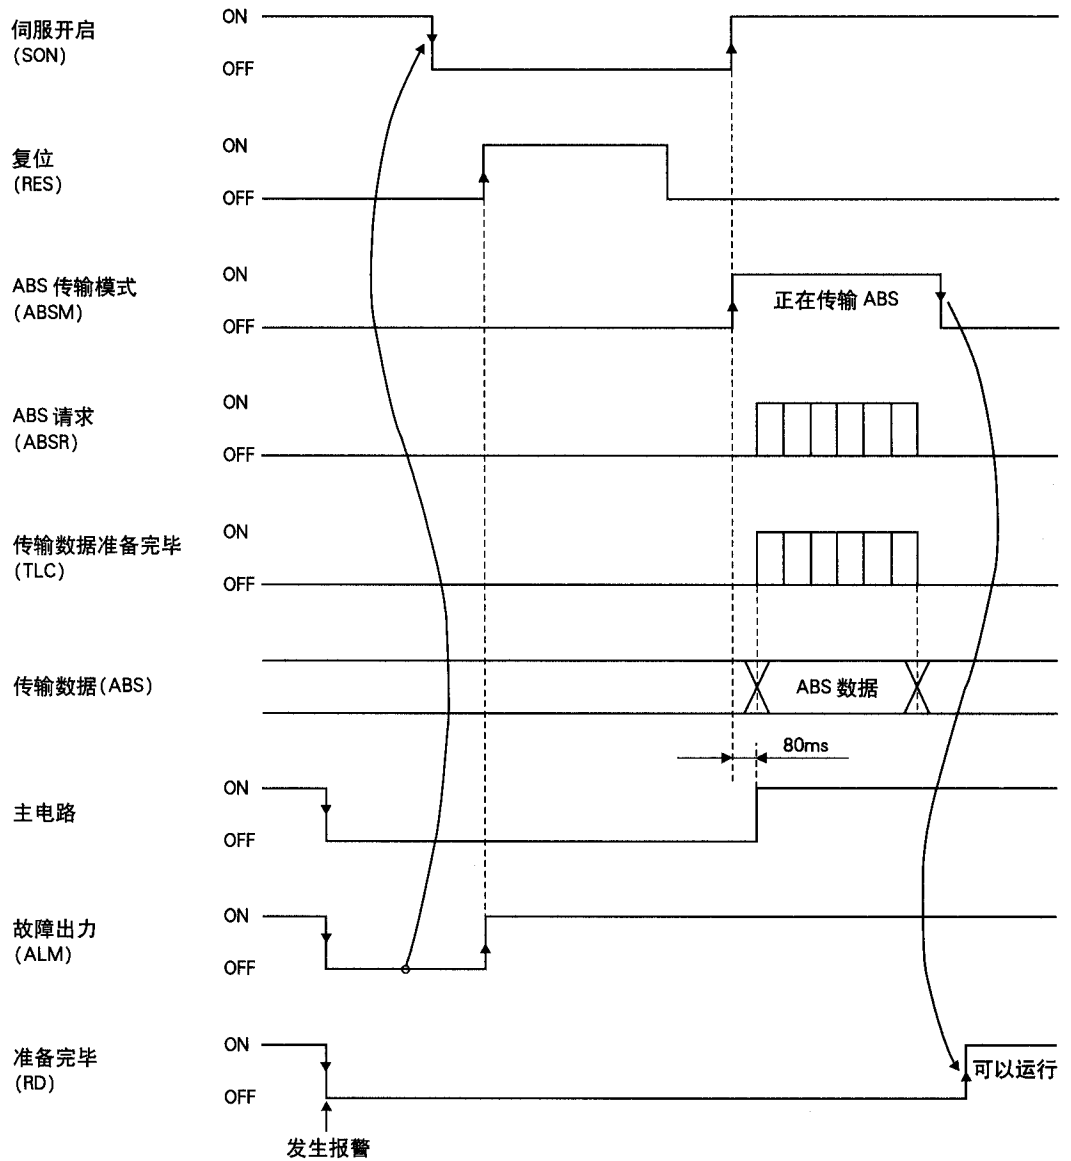 伺服开启
(SON)
ON
OFF
复位
(RES)
ON
OFF
ABS 传输模式
(ABSM)
ON
OFF
正在传输 ABS
ABS 请求
(ABSR)
ON
OFF
传输数据准备完毕
(TLC)
ON
OFF
传输数据(ABS)
ABS 数据
80ms
主电路
ON
OFF
故障出力
(ALM)
ON
OFF
准备完毕
(RD)
ON
OFF
可以运行
发生报警